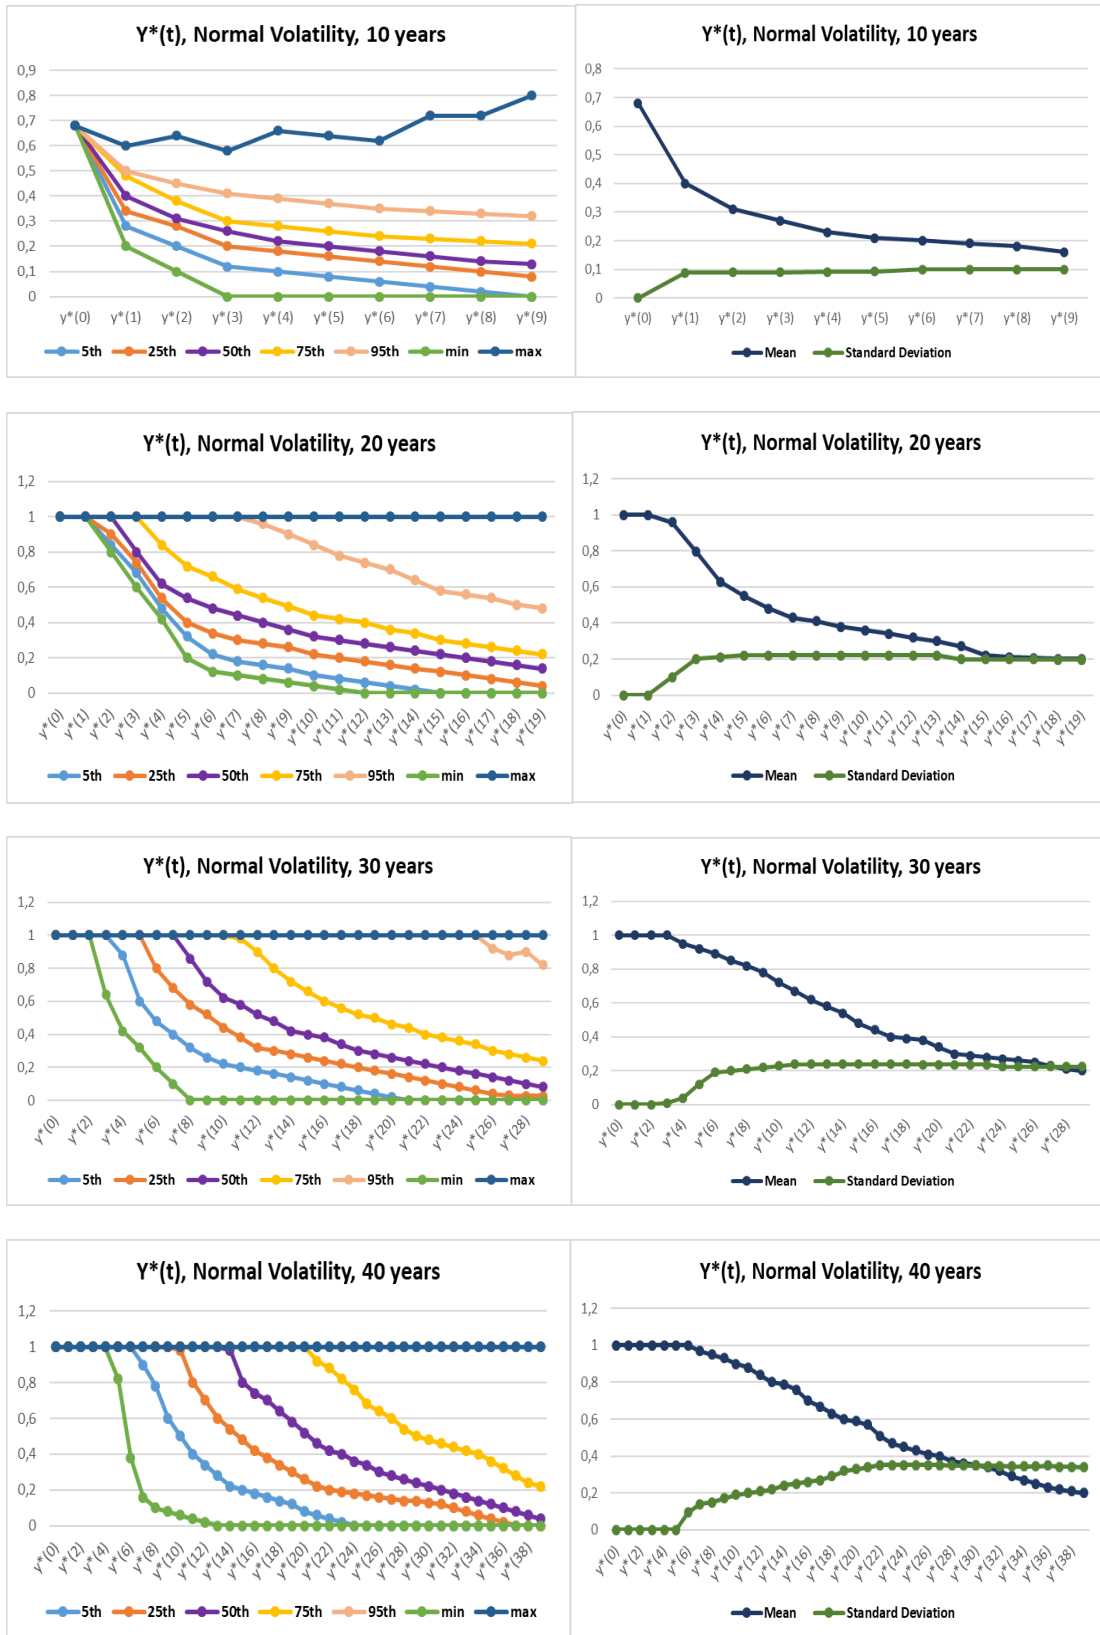 Y*(t), Normal Volatility, 10 years
0,9
0,8
0,7
0,6
0,5
0,4
0,3
0,2
0,1
0
y*(0) y*(1) y*(2) y*(3) y*(4) y*(5) y*(6) y*(7) y*(8) y*(9)
5th 25th 50th 75th 95th min max
Y*(t), Normal Volatility, 10 years
0,8
0,7
0,6
0,5
0,4
0,3
0,2
0,1
0
y*(0) y*(1) y*(2) y*(3) y*(4) y*(5) y*(6) y*(7) y*(8) y*(9)
Mean Standard Deviation
Y*(t), Normal Volatility, 20 years
1,2
1
0,8
0,6
0,4
0,2
0
y*(0) y*(1) y*(2) y*(3) y*(4) y*(5) y*(6) y*(7) y*(8) y*(9) y*(10) y*(11) y*(12) y*(13) y*(14) y*(15) y*(16) y*(17) y*(18) y*(19)
5th 25th 50th 75th 95th min max
Y*(t), Normal Volatility, 20 years
1,2
1
0,8
0,6
0,4
0,2
0
y*(0) y*(1) y*(2) y*(3) y*(4) y*(5) y*(6) y*(7) y*(8) y*(9) y*(10) y*(11) y*(12) y*(13) y*(14) y*(15) y*(16) y*(17) y*(18) y*(19)
Mean Standard Deviation
Y*(t), Normal Volatility, 30 years
1,2
1
0,8
0,6
0,4
0,2
0
y*(0) y*(2) y*(4) y*(6) y*(8) y*(10) y*(12) y*(14) y*(16) y*(18) y*(20) y*(22) y*(24) y*(26) y*(28)
5th 25th 50th 75th 95th min max
Y*(t), Normal Volatility, 30 years
1,2
1
0,8
0,6
0,4
0,2
0
y*(0) y*(2) y*(4) y*(6) y*(8) y*(10) y*(12) y*(14) y*(16) y*(18) y*(20) y*(22) y*(24) y*(26) y*(28)
Mean Standard Deviation
Y*(t), Normal Volatility, 40 years
1,2
1
0,8
0,6
0,4
0,2
0
y*(0) y*(2) y*(4) y*(6) y*(8) y*(10) y*(12) y*(14) y*(16) y*(18) y*(20) y*(22) y*(24) y*(26) y*(28) y*(30) y*(32) y*(34) y*(36) y*(38)
5th 25th 50th 75th 95th min max
Y*(t), Normal Volatility, 40 years
1,2
1
0,8
0,6
0,4
0,2
0
y*(0) y*(2) y*(4) y*(6) y*(8) y*(10) y*(12) y*(14) y*(16) y*(18) y*(20) y*(22) y*(24) y*(26) y*(28) y*(30) y*(32) y*(34) y*(36) y*(38)
Mean Standard Deviation